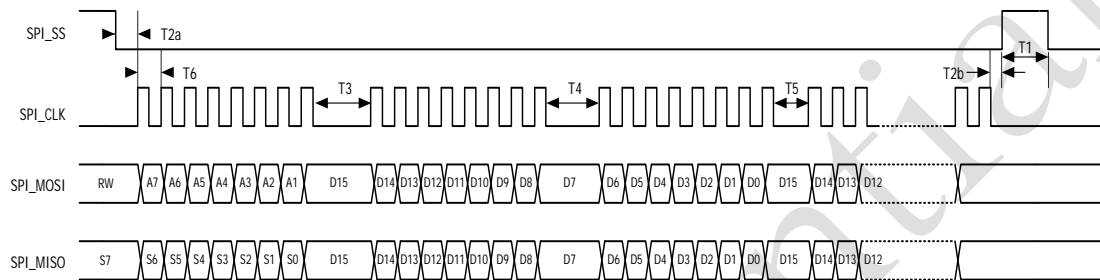 SPI_SS T2a T2b T1
T6
SPI_CLK T3 T4 T5
SPI_MOSI RW A7 A6 A5 A4 A3 A2 A1 D15 D14 D13 D12 D11 D10 D9 D8 D7 D6 D5 D4 D3 D2 D1 D0 D15 D14 D13 D12
SPI_MISO S7 S6 S5 S4 S3 S2 S1 S0 D15 D14 D13 D12 D11 D10 D9 D8 D7 D6 D5 D4 D3 D2 D1 D0 D15 D14 D13 D12